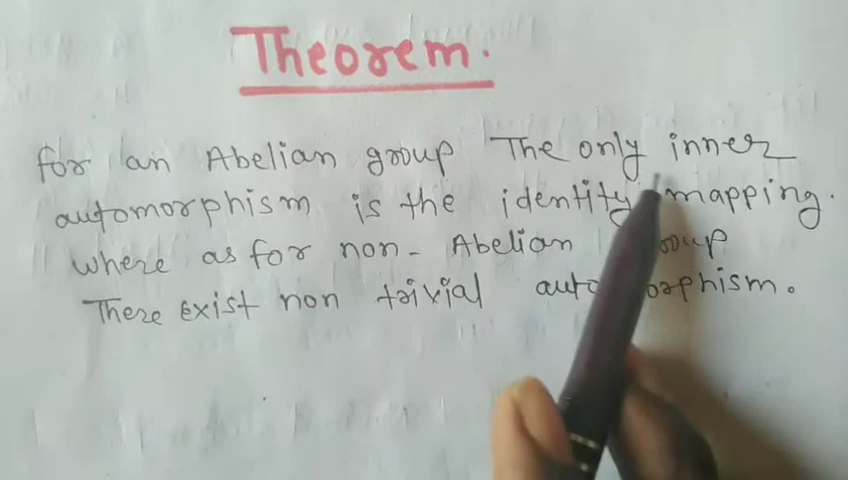 Theorem.
for an Abelian group The only inner
automorphism is the identity mapping.
where as for non- Abelian
There exist non trivial automorphism.